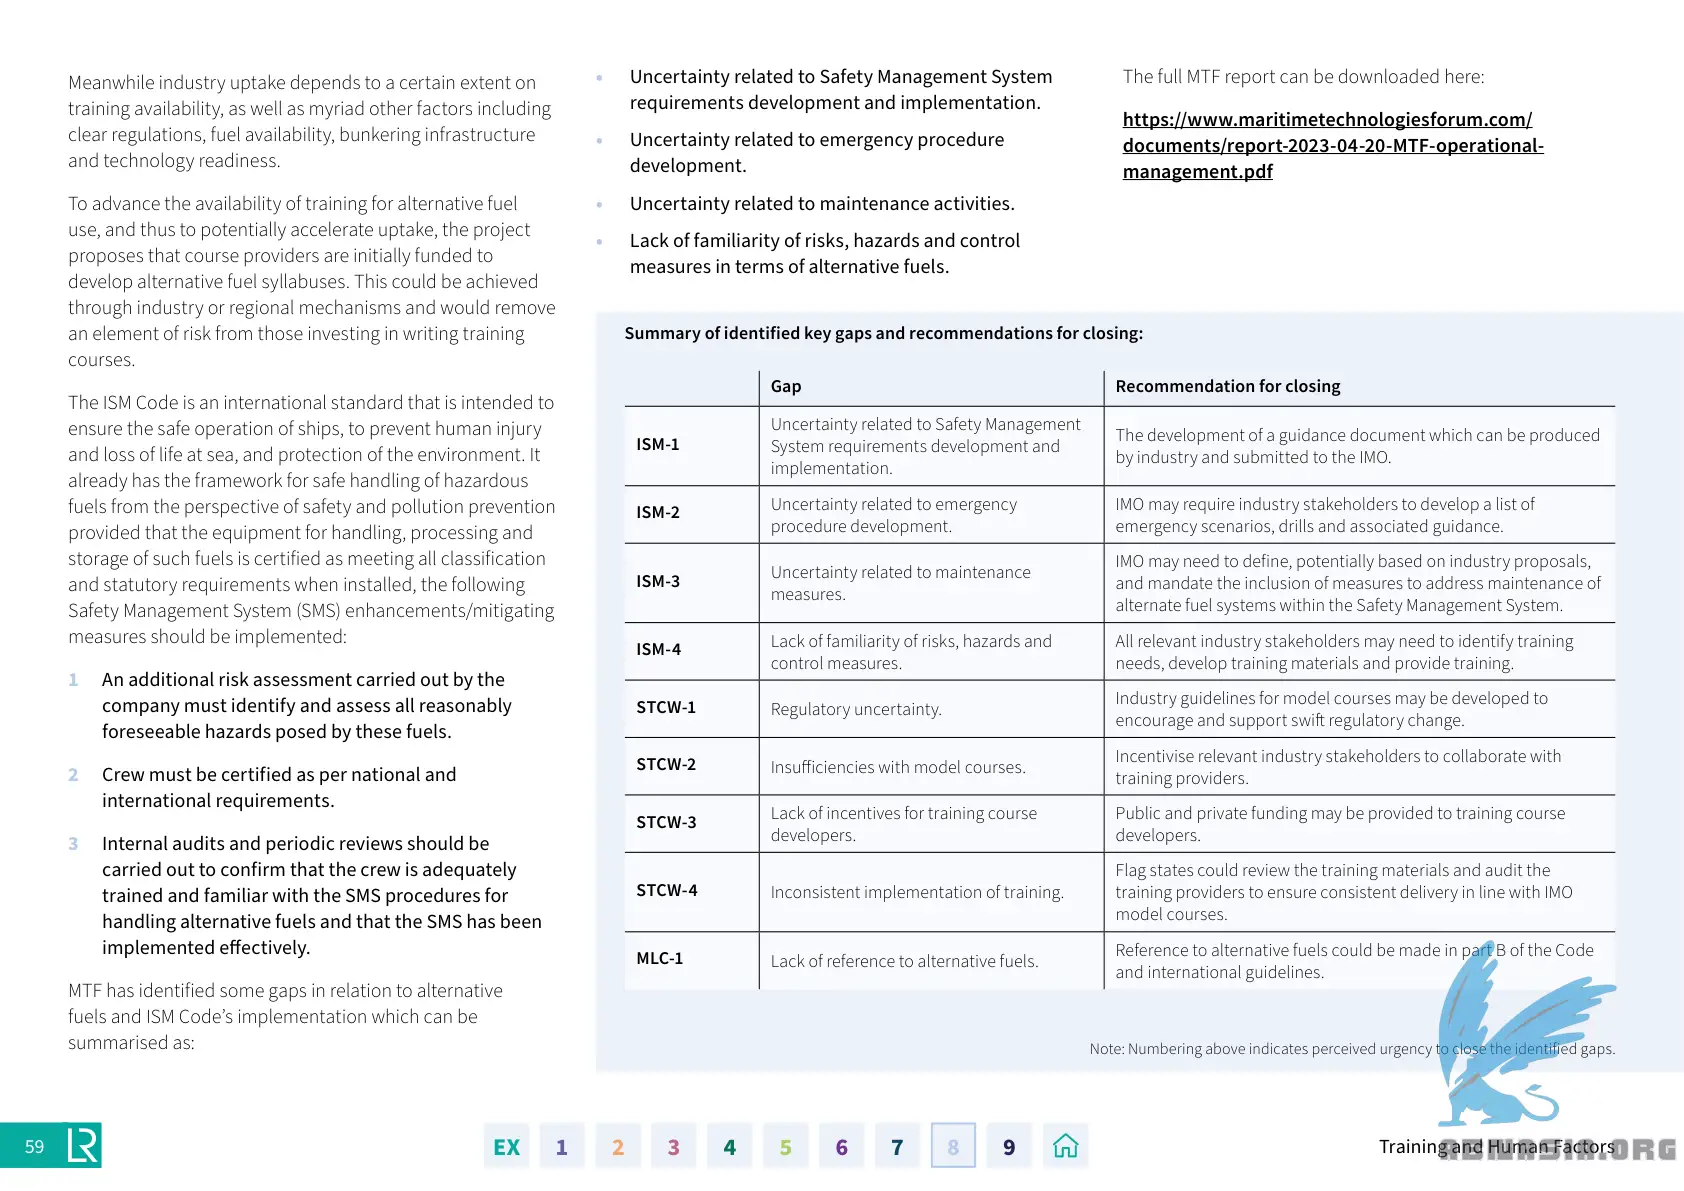 Meanwhile industry uptake depends to a certain extent on
training availability, as well as myriad other factors including
clear regulations, fuel availability, bunkering infrastructure
and technology readiness.
To advance the availability of training for alternative fuel
use, and thus to potentially accelerate uptake, the project
proposes that course providers are initially funded to
develop alternative fuel syllabuses. This could be achieved
through industry or regional mechanisms and would remove
an element of risk from those investing in writing training
courses.
The ISM Code is an international standard that is intended to
ensure the safe operation of ships, to prevent human injury
and loss of life at sea, and protection of the environment. It
already has the framework for safe handling of hazardous
fuels from the perspective of safety and pollution prevention
provided that the equipment for handling, processing and
storage of such fuels is certified as meeting all classification
and statutory requirements when installed, the following
Safety Management System (SMS) enhancements/mitigating
measures should be implemented:
1 An additional risk assessment carried out by the
company must identify and assess all reasonably
foreseeable hazards posed by these fuels.
2 Crew must be certified as per national and
international requirements.
3 Internal audits and periodic reviews should be
carried out to confirm that the crew is adequately
trained and familiar with the SMS procedures for
handling alternative fuels and that the SMS has been
implemented effectively.
MTF has identified some gaps in relation to alternative
fuels and ISM Code's implementation which can be
summarised as:
• Uncertainty related to Safety Management System
requirements development and implementation.
• Uncertainty related to emergency procedure
development.
• Uncertainty related to maintenance activities.
• Lack of familiarity of risks, hazards and control
measures in terms of alternative fuels.
The full MTF report can be downloaded here:
https://www.maritimetechnologiesforum.com/
documents/report-2023-04-20-MTF-operational-
management.pdf
Summary of identified key gaps and recommendations for closing:
Gap Recommendation for closing
ISM-1
Uncertainty related to Safety Management
System requirements development and
implementation.
The development of a guidance document which can be produced
by industry and submitted to the IMO.
ISM-2
Uncertainty related to emergency
procedure development.
IMO may require industry stakeholders to develop a list of
emergency scenarios, drills and associated guidance.
ISM-3
Uncertainty related to maintenance
measures.
IMO may need to define, potentially based on industry proposals,
and mandate the inclusion of measures to address maintenance of
alternate fuel systems within the Safety Management System.
ISM-4
Lack of familiarity of risks, hazards and
control measures.
All relevant industry stakeholders may need to identify training
needs, develop training materials and provide training.
STCW-1
Regulatory uncertainty.
Industry guidelines for model courses may be developed to
encourage and support swift regulatory change.
STCW-2
Insufficiencies with model courses.
Incentivise relevant industry stakeholders to collaborate with
training providers.
STCW-3
Lack of incentives for training course
developers.
Public and private funding may be provided to training course
developers.
STCW-4
Inconsistent implementation of training.
Flag states could review the training materials and audit the
training providers to ensure consistent delivery in line with IMO
model courses.
MLC-1
Lack of reference to alternative fuels.
Reference to alternative fuels could be made in part B of the Code
and international guidelines.
Note: Numbering above indicates perceived urgency to close the identified gaps.
59 LR
EX 1 2 3 4 5 6 7 8 9
Training and Human Factors